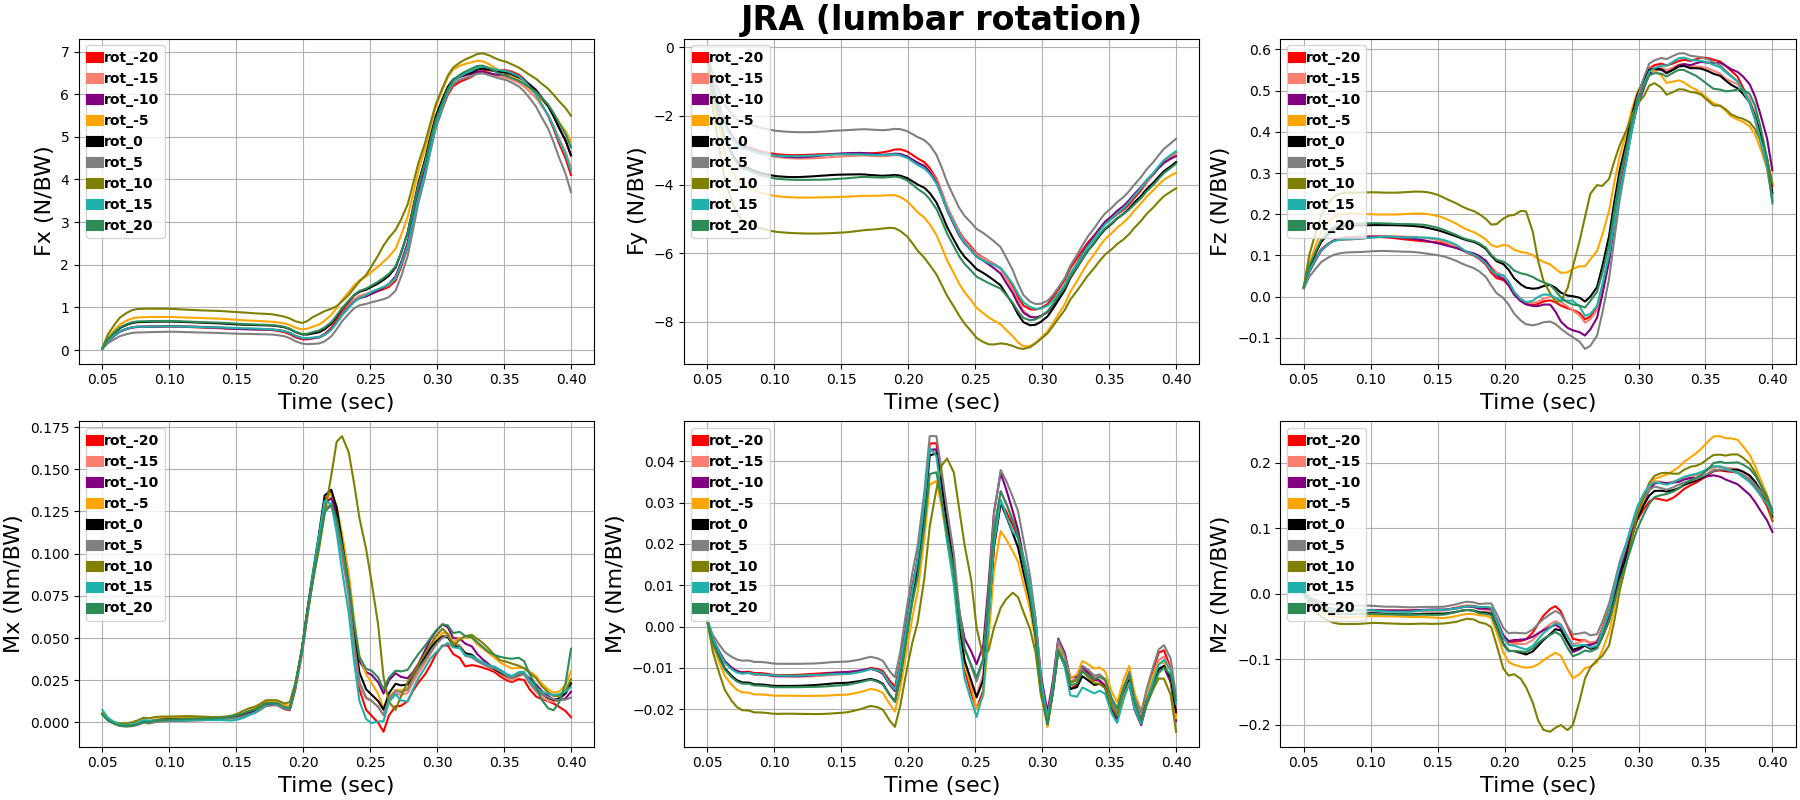 JRA (lumbar rotation)
7
6
5
4
3
2
1
0
Fx (N/BW)
rot_-20
rot_-15
rot_-10
rot_-5
rot_0
rot_5
rot_10
rot_15
rot_20
0.05
0.10
0.15
0.20
0.25
0.30
0.35
0.40
Time (sec)
0
−2
−4
−6
−8
Fy (N/BW)
rot_-20
rot_-15
rot_-10
rot_-5
rot_0
rot_5
rot_10
rot_15
rot_20
0.05
0.10
0.15
0.20
0.25
0.30
0.35
0.40
Time (sec)
0.6
0.5
0.4
0.3
0.2
0.1
0.0
−0.1
Fz (N/BW)
rot_-20
rot_-15
rot_-10
rot_-5
rot_0
rot_5
rot_10
rot_15
rot_20
0.05
0.10
0.15
0.20
0.25
0.30
0.35
0.40
Time (sec)
0.175
0.150
0.125
0.100
0.075
0.050
0.025
0.000
Mx (Nm/BW)
rot_-20
rot_-15
rot_-10
rot_-5
rot_0
rot_5
rot_10
rot_15
rot_20
0.05
0.10
0.15
0.20
0.25
0.30
0.35
0.40
Time (sec)
0.04
0.03
0.02
0.01
0.00
−0.01
−0.02
My (Nm/BW)
rot_-20
rot_-15
rot_-10
rot_-5
rot_0
rot_5
rot_10
rot_15
rot_20
0.05
0.10
0.15
0.20
0.25
0.30
0.35
0.40
Time (sec)
0.2
0.1
0.0
−0.1
−0.2
Mz (Nm/BW)
rot_-20
rot_-15
rot_-10
rot_-5
rot_0
rot_5
rot_10
rot_15
rot_20
0.05
0.10
0.15
0.20
0.25
0.30
0.35
0.40
Time (sec)